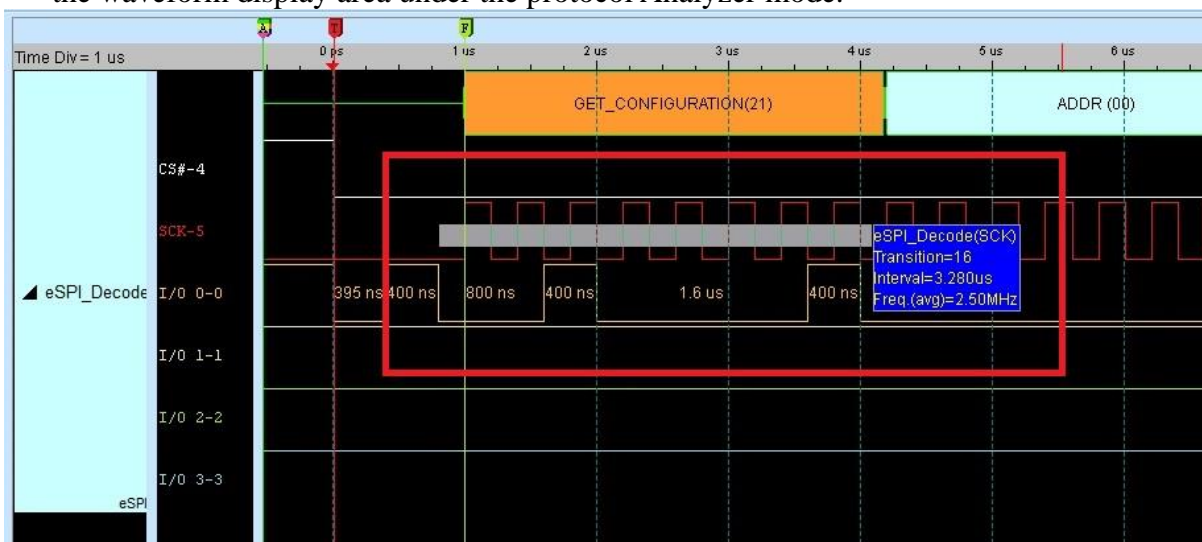 the waveform display area under the protocol Analyzer mode.
A T F
Time Div = 1 us
0 ps 1 us 2 us 3 us 4 us 5 us 6 us
GET_CONFIGURATION(21) ADDR (00)
CS#-4
SCK-5
eSPI_Decode(SCK)
Transition=16
Interval=3.280us
Freq.(avg)=2.50MHz
eSPI_Decode
I/O 0-0
395 ns 400 ns 800 ns 400 ns 1.6 us 400 ns
I/O 1-1
I/O 2-2
I/O 3-3
eSPI